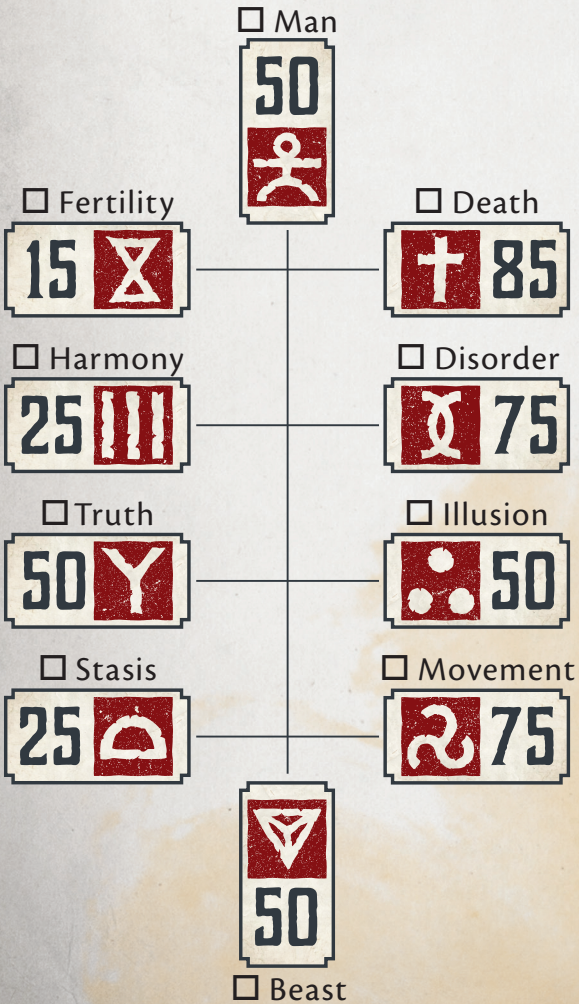 Man
50
Fertility
Death
15
85
Harmony
Disorder
25
75
Truth
Illusion
50
50
Stasis
Movement
25
75
50
Beast